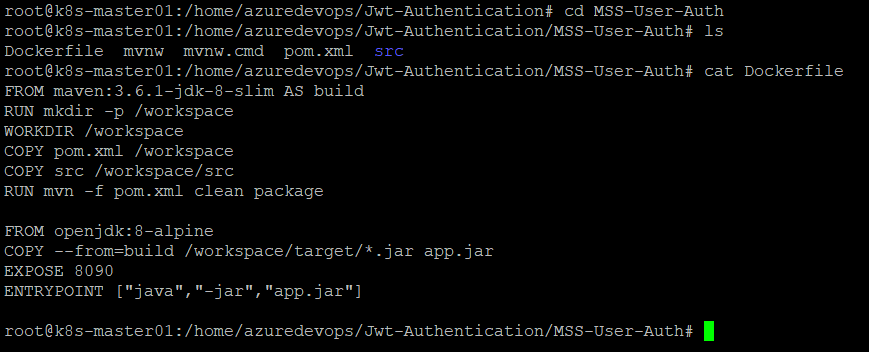 root@k8s-master01:/home/azuredevops/Jwt-Authentication# cd MSS-User-Auth
root@k8s-master01:/home/azuredevops/Jwt-Authentication/MSS-User-Auth# ls
Dockerfile  mvnw  mvnw.cmd  pom.xml  src
root@k8s-master01:/home/azuredevops/Jwt-Authentication/MSS-User-Auth# cat Dockerfile
FROM maven:3.6.1-jdk-8-slim AS build
RUN mkdir -p /workspace
WORKDIR /workspace
COPY pom.xml /workspace
COPY src /workspace/src
RUN mvn -f pom.xml clean package

FROM openjdk:8-alpine
COPY --from=build /workspace/target/*.jar app.jar
EXPOSE 8090
ENTRYPOINT ["java","-jar","app.jar"]

root@k8s-master01:/home/azuredevops/Jwt-Authentication/MSS-User-Auth#